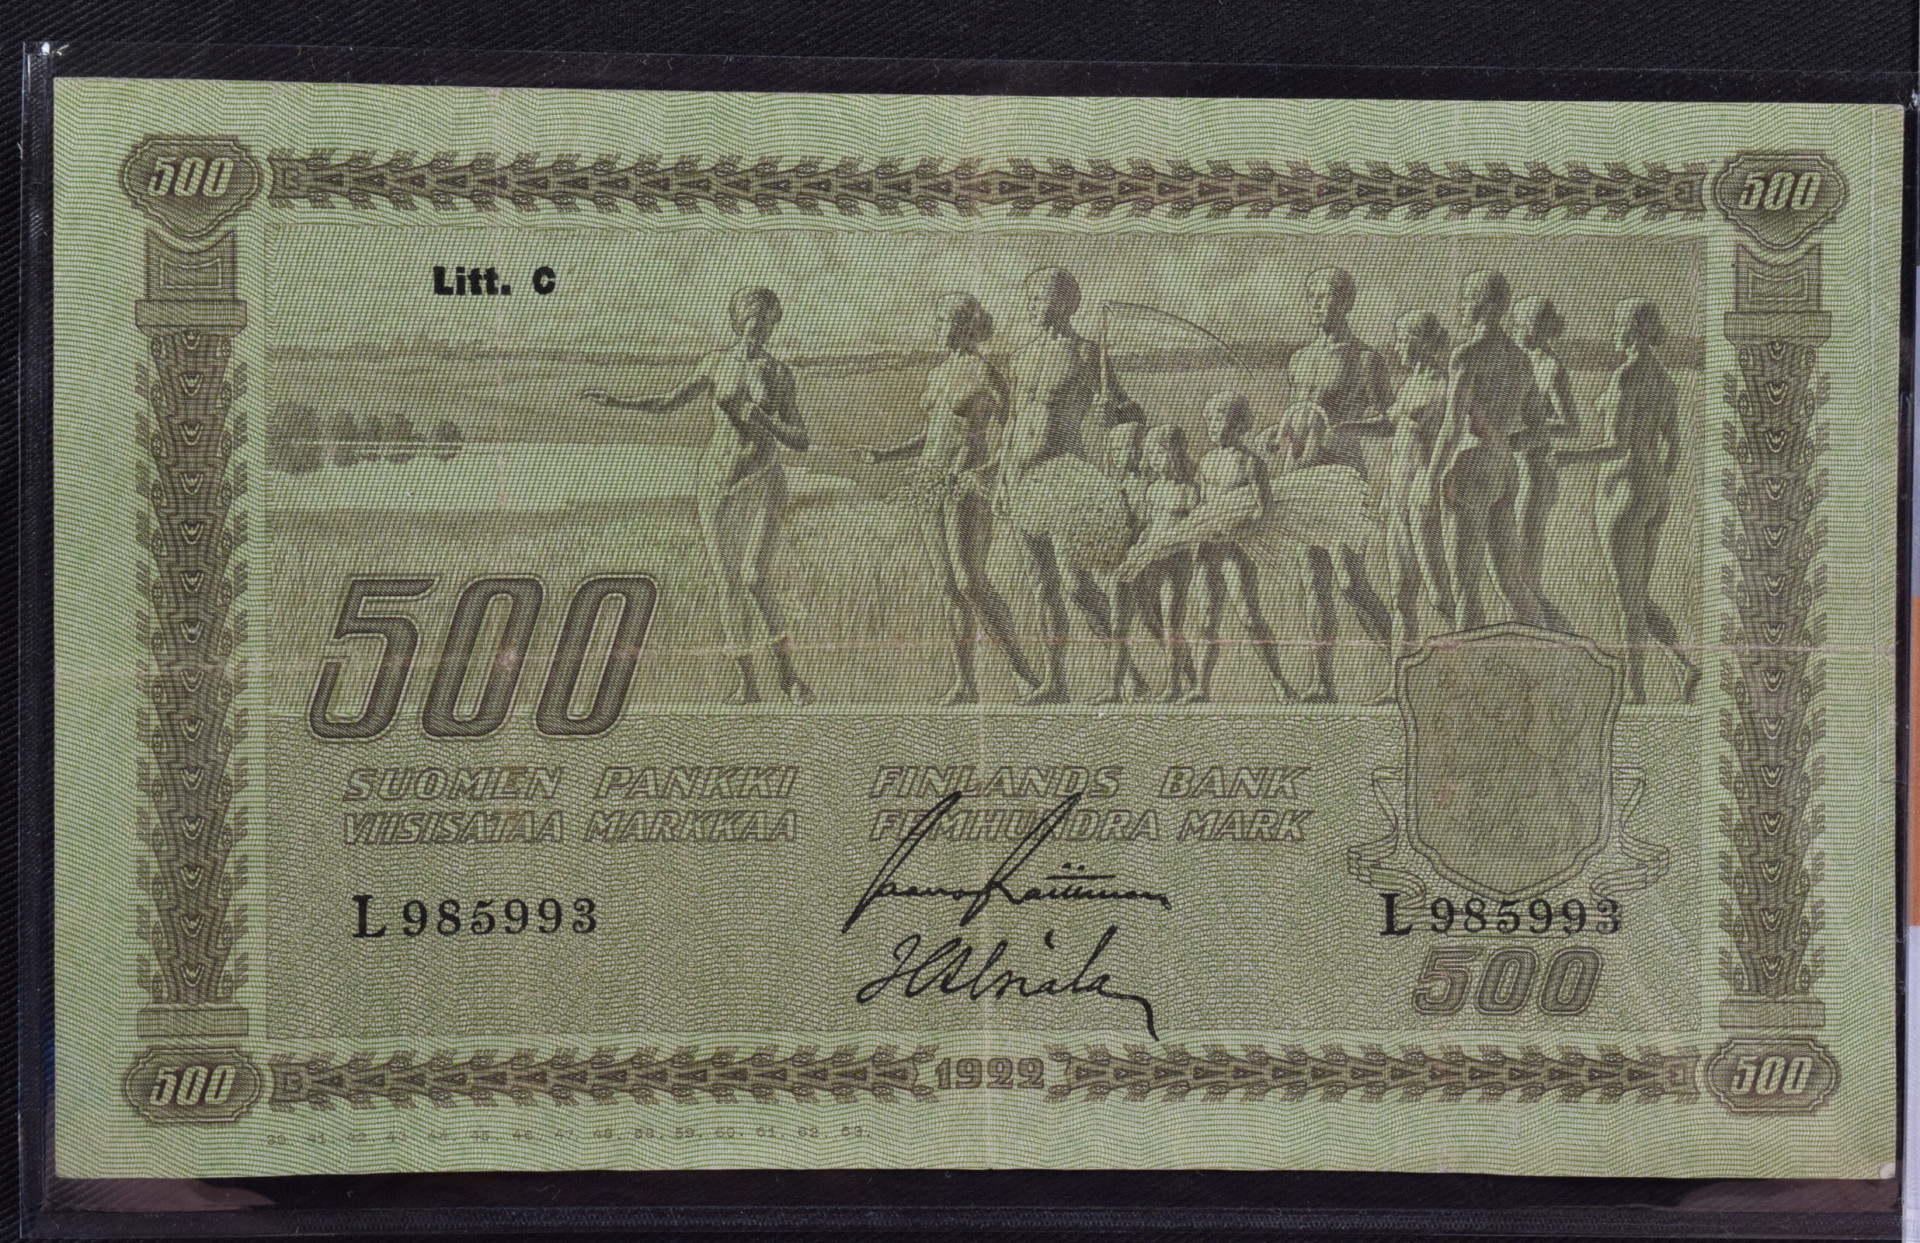 500 500
Litt. C
500
SUOMEN PANKKI FINLANDS BANK
VIISISATAA MARKKAA FEMHUNDRA MARK
L985993 L985993
500
500 1922 500